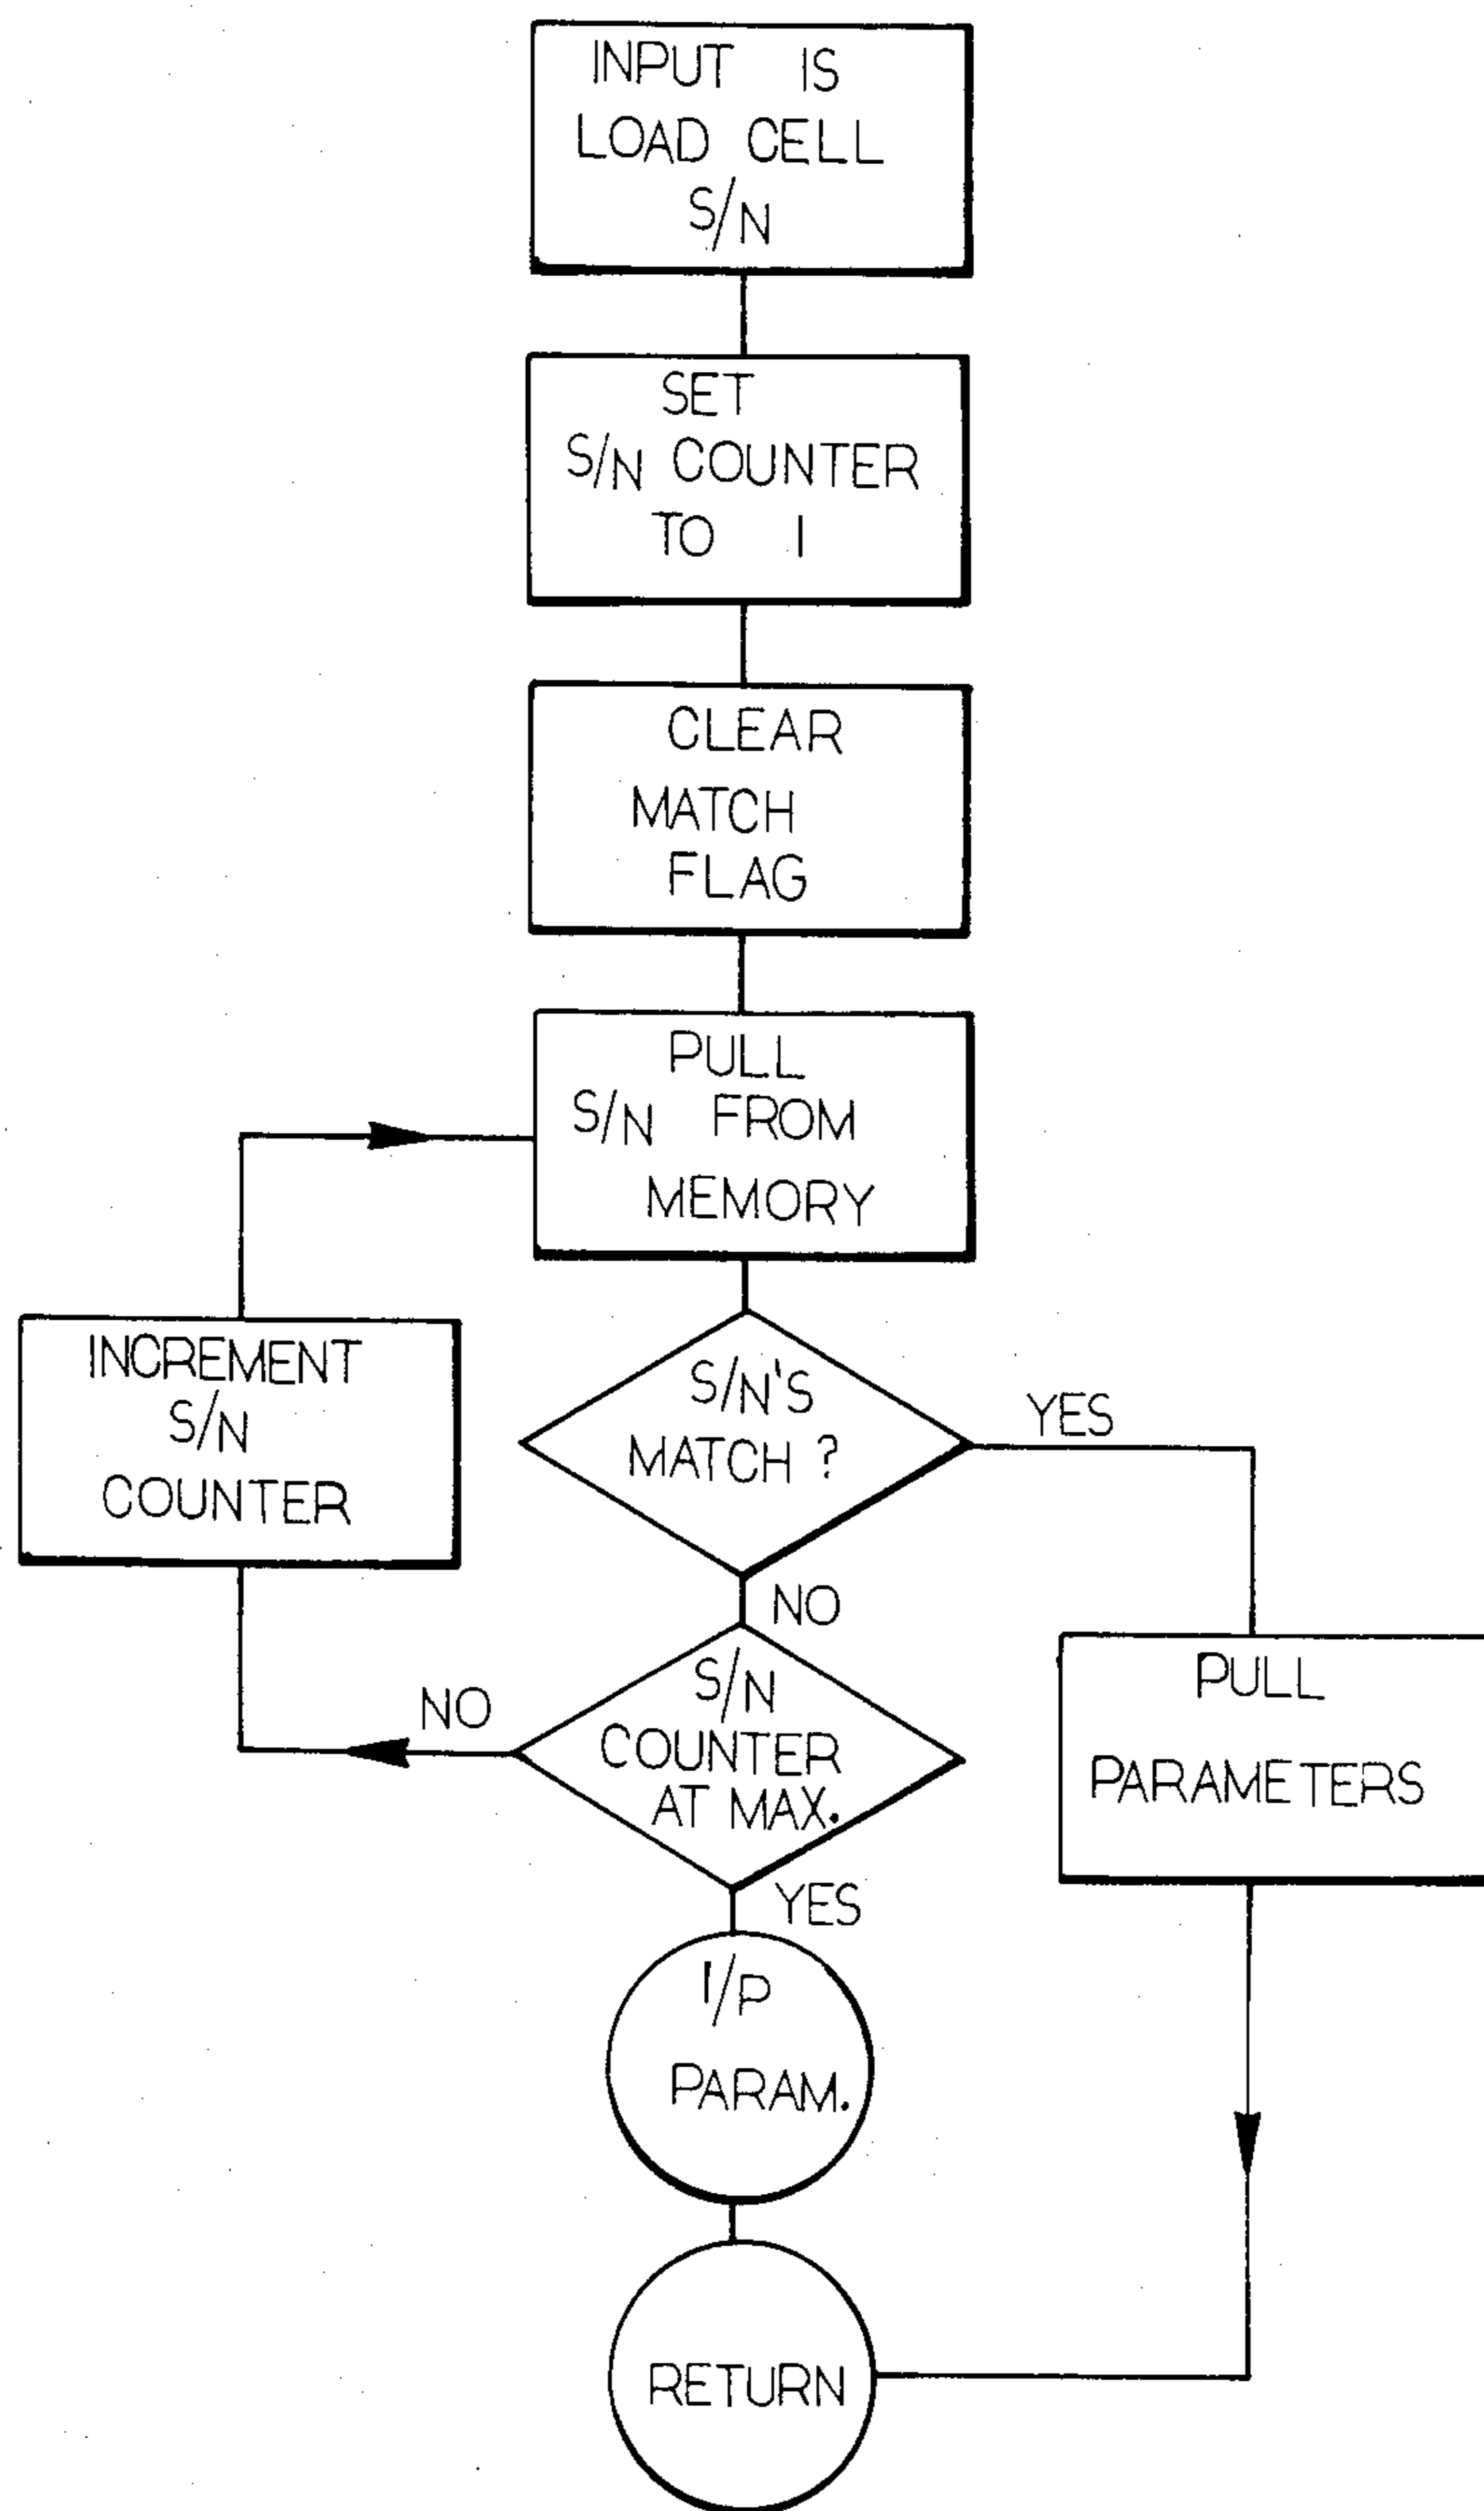 INPUT IS
LOAD CELL
S/N
SET
S/N COUNTER
TO 1
CLEAR
MATCH
FLAG
PULL
S/N FROM
MEMORY
INCREMENT
S/N
COUNTER
S/N'S
MATCH ?
YES
NO
S/N
COUNTER
AT MAX.
NO
YES
PULL
PARAMETERS
I/P
PARAM.
RETURN